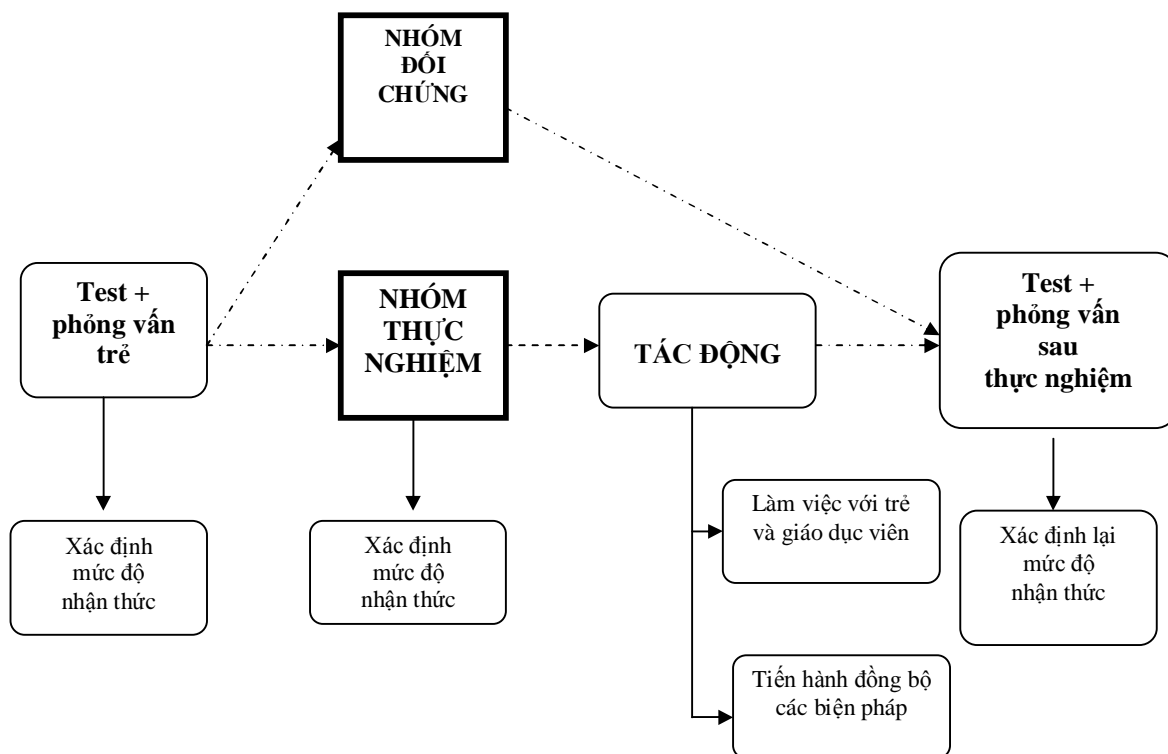 NHÓM
ĐỐI
CHỨNG
Test +
phỏng vấn
trẻ
NHÓM
THỰC
NGHIỆM
TÁC ĐỘNG
Test +
phỏng vấn
sau
thực nghiệm
Xác định
mức độ
nhận thức
Xác định
mức độ
nhận thức
Làm việc với trẻ
và giáo dục viên
Xác định lại
mức độ
nhận thức
Tiến hành đồng bộ
các biện pháp